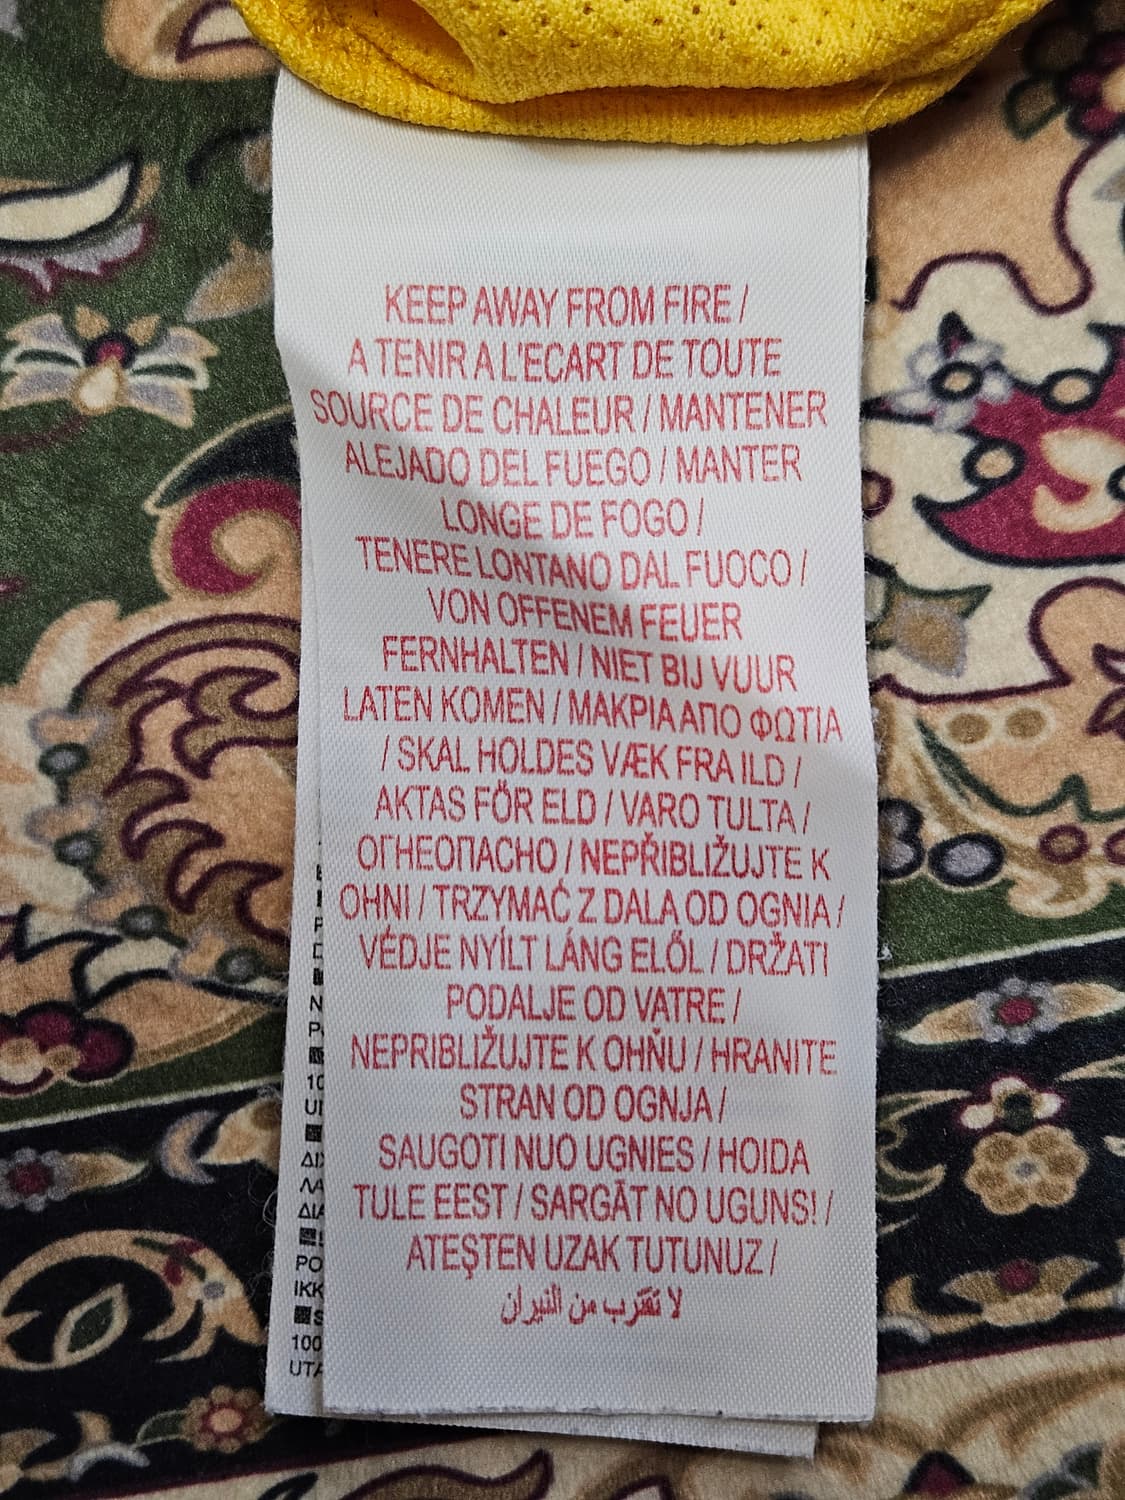 KEEP AWAY FROM FIRE /
A TENIR A L'ECART DE TOUTE
SOURCE DE CHALEUR / MANTENER
ALEJADO DEL FUEGO / MANTER
LONGE DE FOGO /
TENERE LONTANO DAL FUOCO /
VON OFFENEM FEUER
FERNHALTEN / NIET BIJ VUUR
LATEN KOMEN / ΜΑΚΡΙΑ ΑΠΟ ΦΩΤΙΑ
/ SKAL HOLDES VÆK FRA ILD /
AKTAS FÖR ELD / VARO TULTA /
ОГНЕОПАСНО / NEPŘIBLIŽUJTE K
OHNI / TRZYMAĆ Z DALA OD OGNIA /
VÉDJE NYÍLT LÁNG ELŐL / DRŽATI
PODALJE OD VATRE /
NEPRIBLIŽUJTE K OHŇU / HRANITE
STRAN OD OGNJA /
SAUGOTI NUO UGNIES / HOIDA
TULE EEST / SARGĀT NO UGUNS! /
ATEŞTEN UZAK TUTUNUZ /
لا تقترب من النيران
PO
IKK
100
UTA